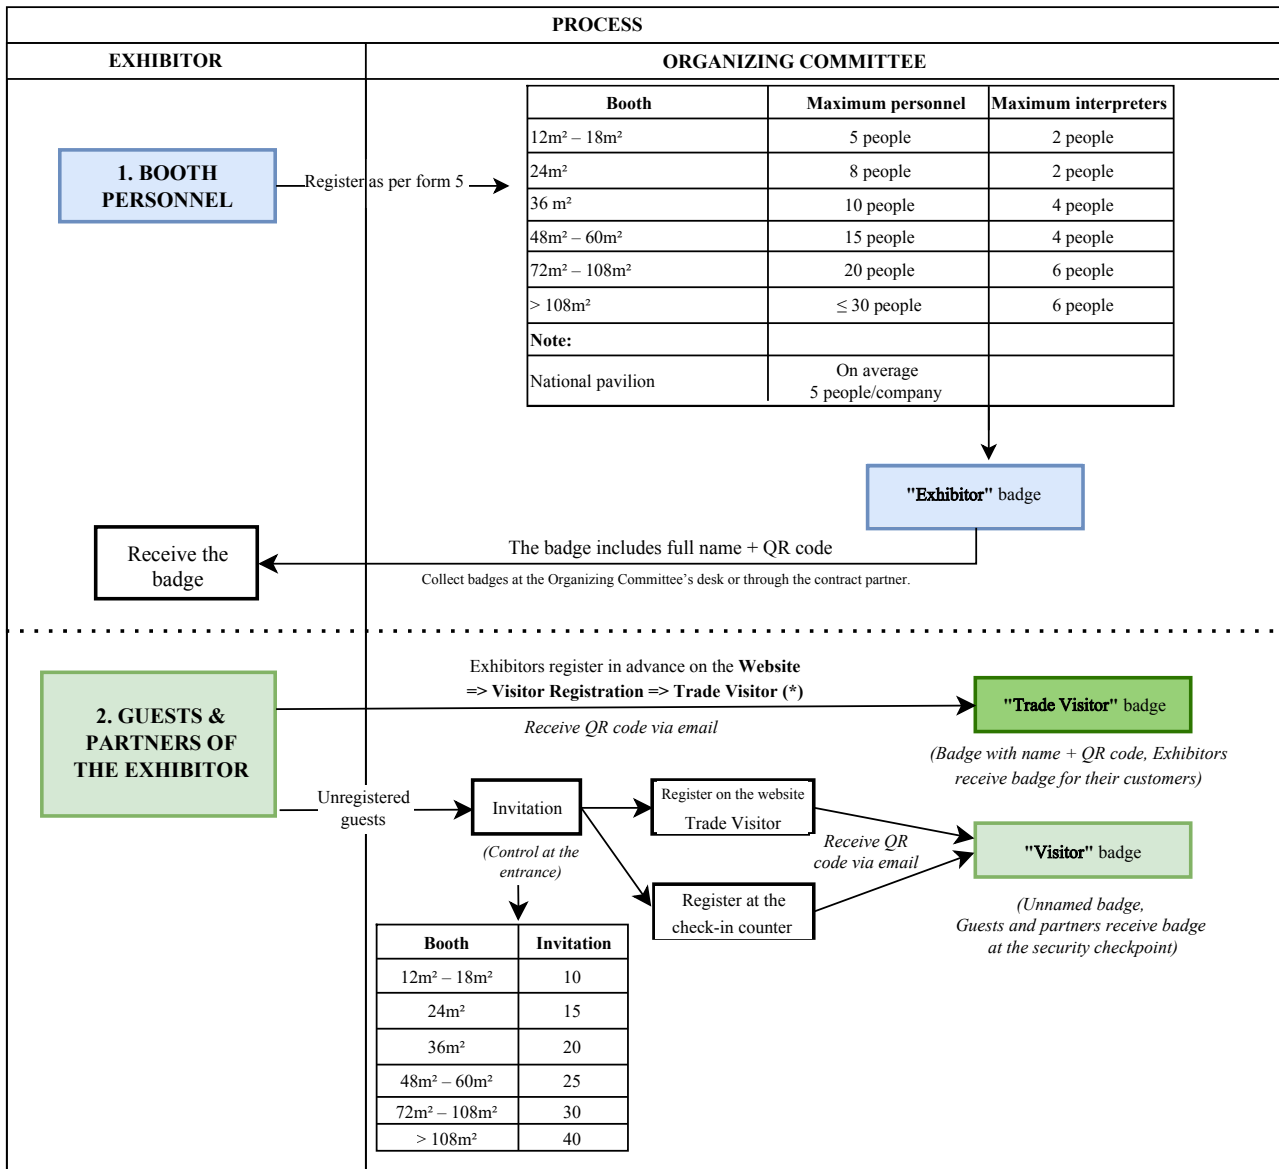 PROCESS
EXHIBITOR
ORGANIZING COMMITTEE
Booth Maximum personnel Maximum interpreters
12m² – 18m² 5 people 2 people
24m² 8 people 2 people
36 m² 10 people 4 people
48m² – 60m² 15 people 4 people
72m² – 108m² 20 people 6 people
> 108m² ≤ 30 people 6 people
Note:
National pavilion On average
5 people/company
1. BOOTH
PERSONNEL
Register as per form 5
"Exhibitor" badge
The badge includes full name + QR code
Collect badges at the Organizing Committee's desk or through the contract partner.
Receive the
badge
2. GUESTS &
PARTNERS OF
THE EXHIBITOR
Exhibitors register in advance on the Website
=> Visitor Registration => Trade Visitor (*)
Receive QR code via email
"Trade Visitor" badge
(Badge with name + QR code, Exhibitors
receive badge for their customers)
Unregistered
guests
Invitation
(Control at the
entrance)
Register on the website
Trade Visitor
Register at the
check-in counter
Receive QR
code via email
"Visitor" badge
(Unnamed badge,
Guests and partners receive badge
at the security checkpoint)
Booth Invitation
12m² – 18m² 10
24m² 15
36m² 20
48m² – 60m² 25
72m² – 108m² 30
> 108m² 40